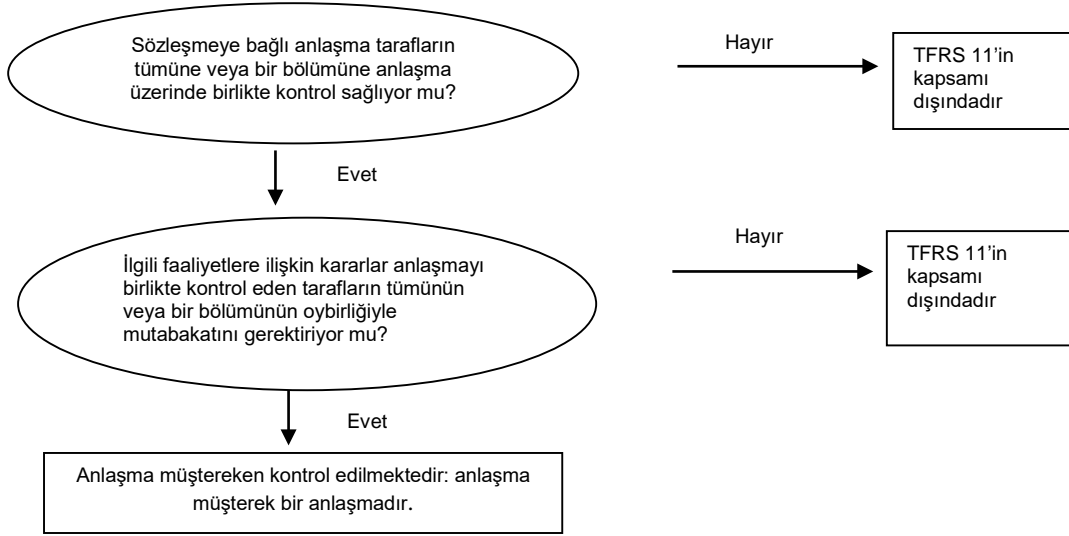 Sözleşmeye bağlı anlaşma tarafların
tümüne veya bir bölümüne anlaşma
üzerinde birlikte kontrol sağlıyor mu?
Hayır
TFRS 11’in
kapsamı
dışındadır
Evet
İlgili faaliyetlere ilişkin kararlar anlaşmayı
birlikte kontrol eden tarafların tümünün
veya bir bölümünün oybirliğiyle
mutabakatını gerektiriyor mu?
Hayır
TFRS 11’in
kapsamı
dışındadır
Evet
Anlaşma müştereken kontrol edilmektedir: anlaşma
müşterek bir anlaşmadır.